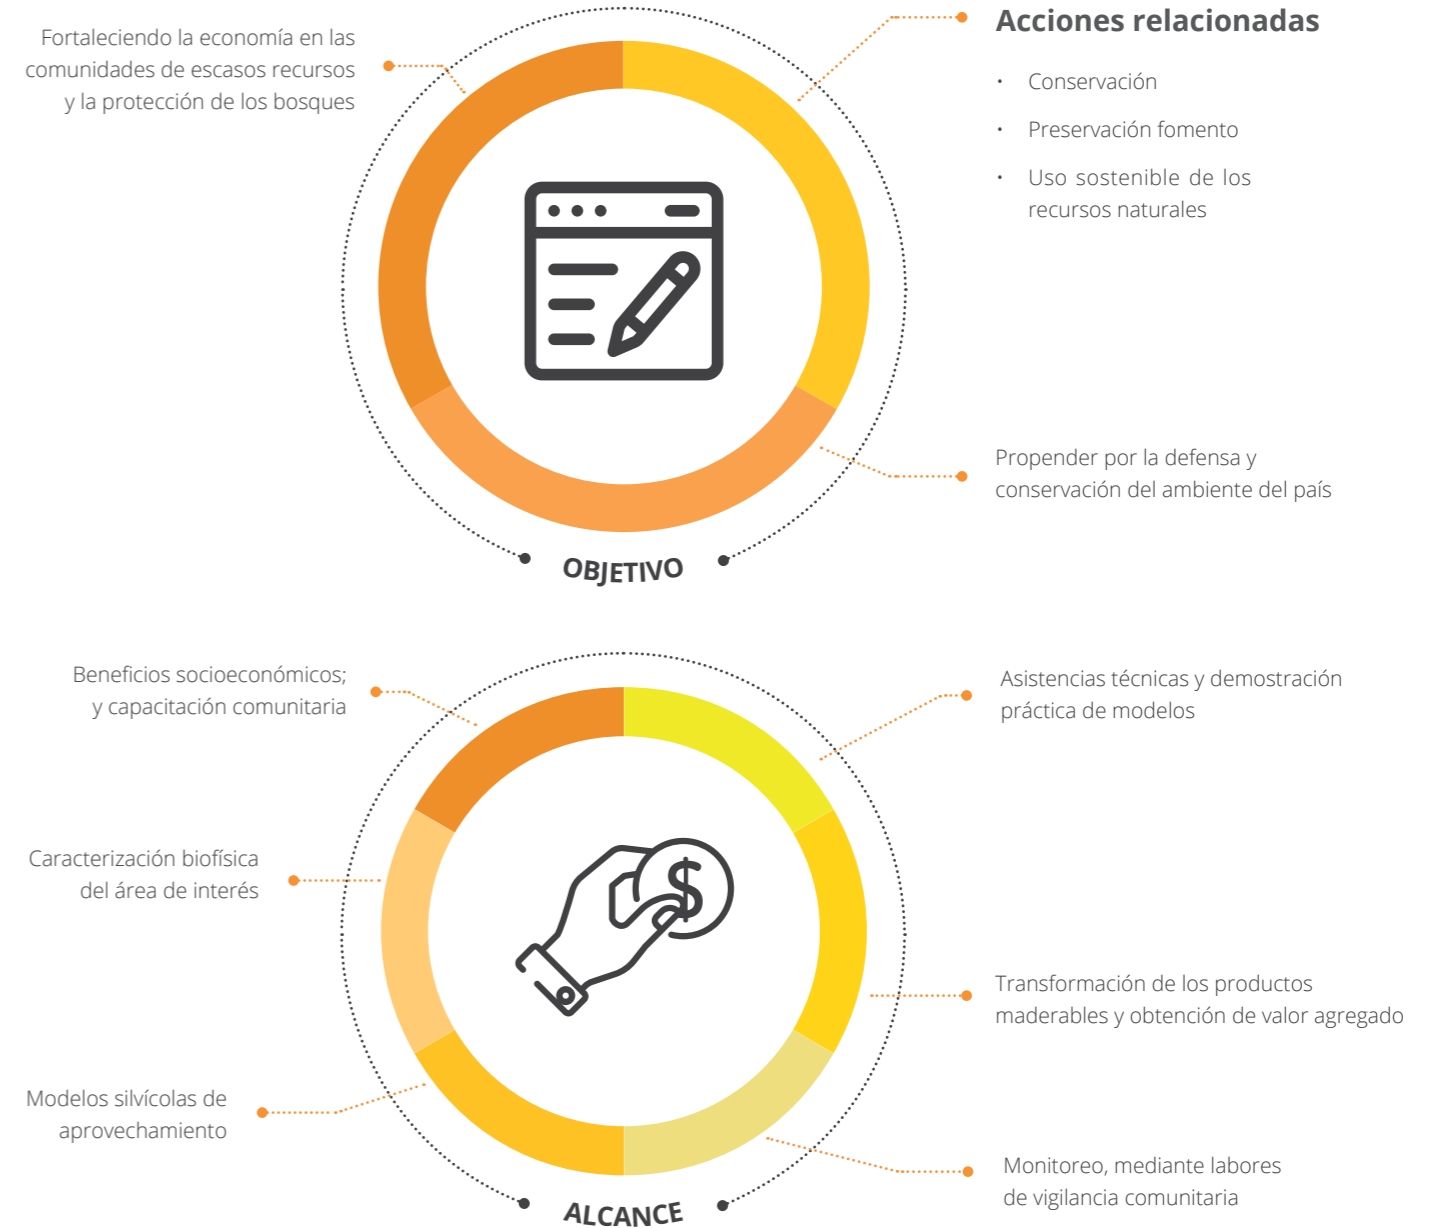 Fortaleciendo la economía en las
comunidades de escasos recursos
y la protección de los bosques
Acciones relacionadas
• Conservación
• Preservación fomento
• Uso sostenible de los
recursos naturales
Propender por la defensa y
conservación del ambiente del país
OBJETIVO
Beneficios socioeconómicos;
y capacitación comunitaria
Asistencias técnicas y demostración
práctica de modelos
Caracterización biofísica
del área de interés
$
Transformación de los productos
maderables y obtención de valor agregado
Modelos silvícolas de
aprovechamiento
Monitoreo, mediante labores
de vigilancia comunitaria
ALCANCE